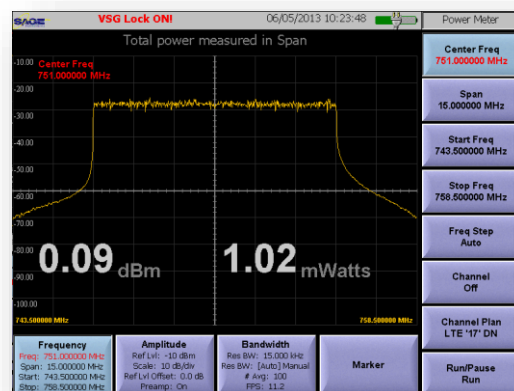 SAGE
VSG Lock ON!
06/05/2013 10:23:48
Power Meter
Total power measured in Span
-10.00
Center Freq
751.000000 MHz
-20.00
-30.00
-40.00
-50.00
-60.00
-70.00
-80.00
-90.00
-100.00
0.09 dBm
1.02 mWatts
743.500000 MHz
758.500000 MHz
Center Freq
751.000000 MHz
Span
15.000000 MHz
Start Freq
743.500000 MHz
Stop Freq
758.500000 MHz
Freq Step
Auto
Channel
Off
Channel Plan
LTE '17' DN
Run/Pause
Run
Frequency
Freq: 751.000000 MHz
Span: 15.000000 MHz
Start: 743.500000 MHz
Stop: 758.500000 MHz
Amplitude
Ref Lvl: -10 dBm
Scale: 10 dB/div
Ref Lvl Offset: 0.0 dB
Preamp: On
Bandwidth
Res BW: 15.000 kHz
Res BW: [Auto] Manual
# Avg: 100
FPS: 11.2
Marker